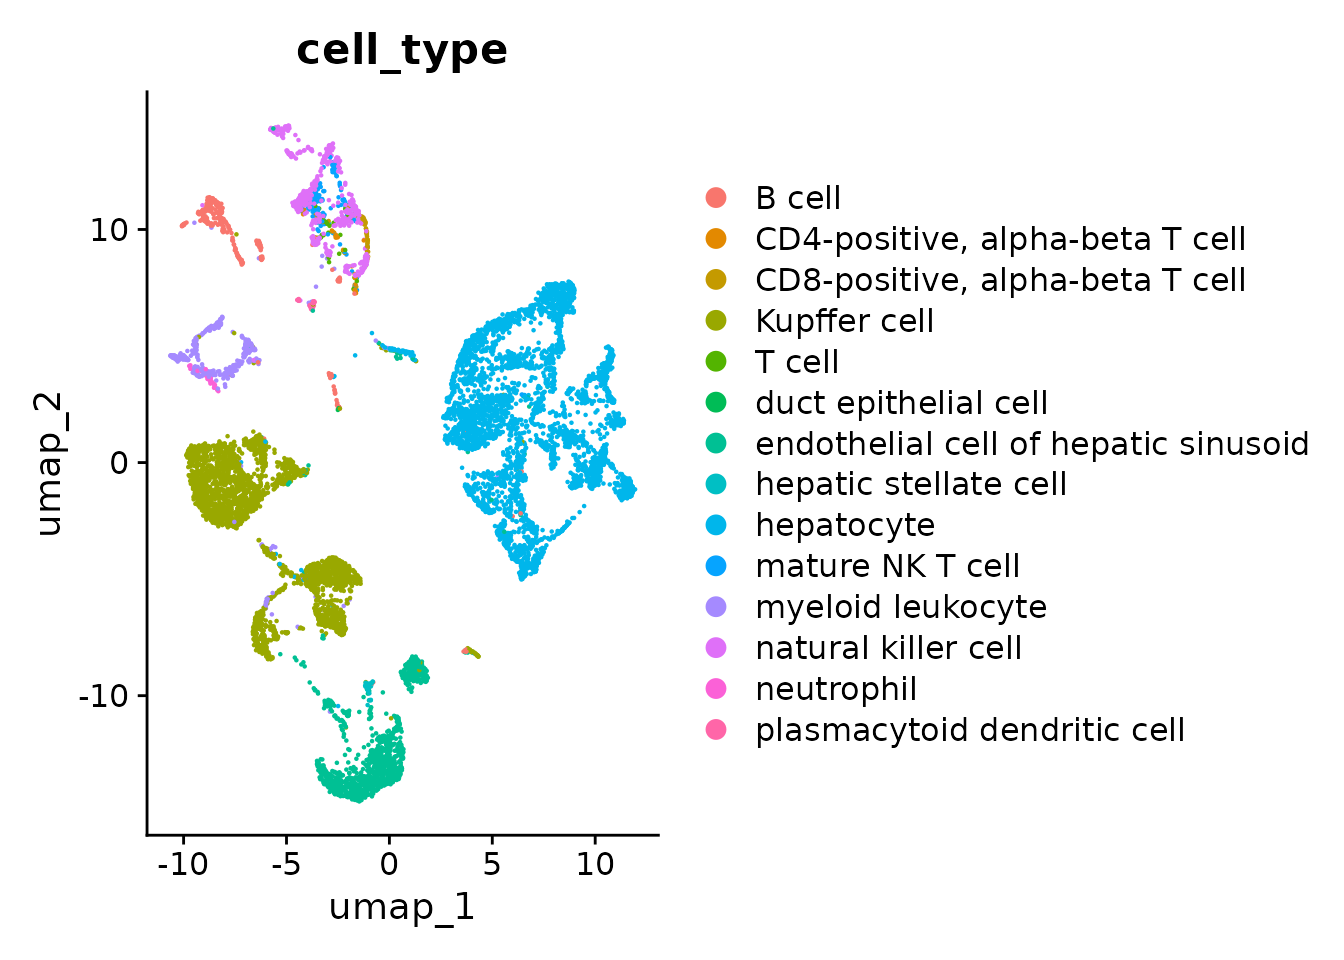 cell_type
umap_2
10
0
-10
-10
-5
0
5
10
umap_1
B cell
CD4-positive, alpha-beta T cell
CD8-positive, alpha-beta T cell
Kupffer cell
T cell
duct epithelial cell
endothelial cell of hepatic sinusoid
hepatic stellate cell
hepatocyte
mature NK T cell
myeloid leukocyte
natural killer cell
neutrophil
plasmacytoid dendritic cell